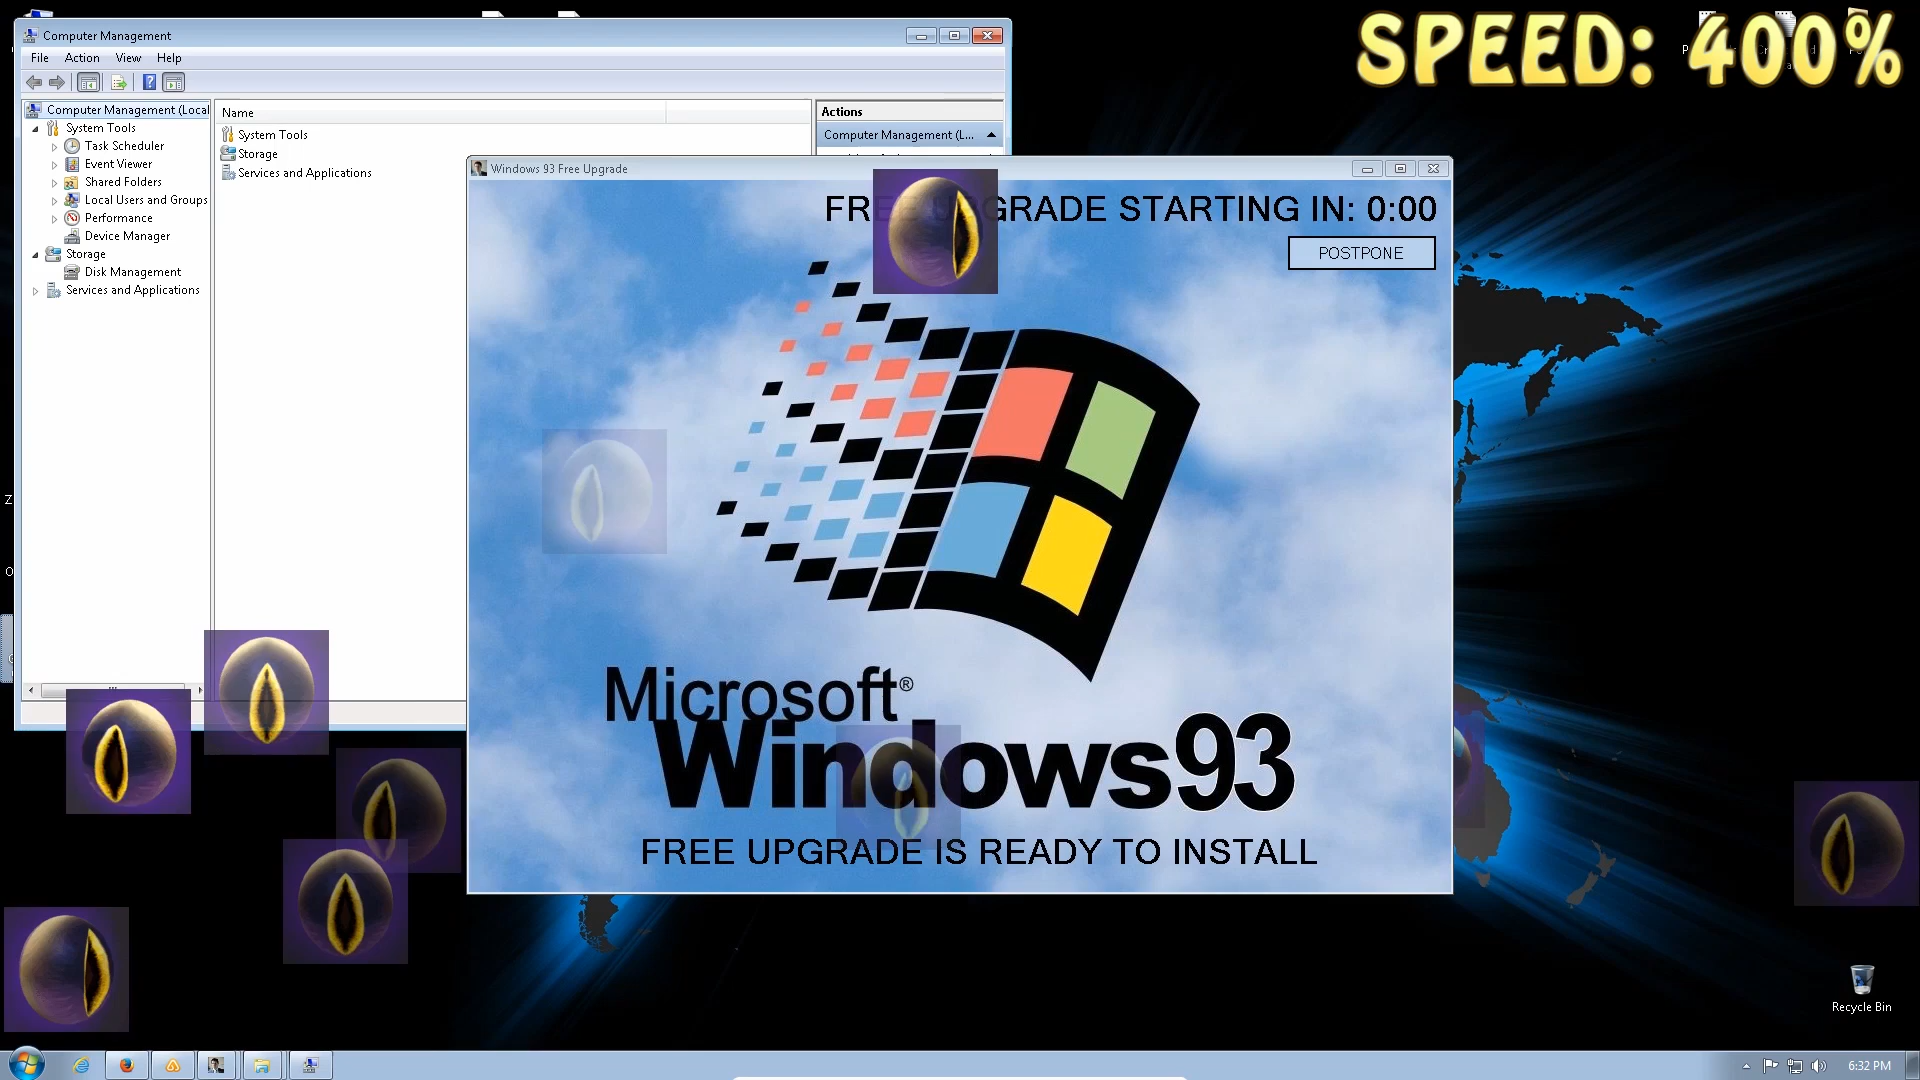 SPEED: 400%
Computer Management
File Action View Help
Computer Management (Local
System Tools
Task Scheduler
Event Viewer
Shared Folders
Local Users and Groups
Performance
Device Manager
Storage
Disk Management
Services and Applications
Name
System Tools
Storage
Services and Applications
Actions
Computer Management (L...
Windows 93 Free Upgrade
FREE UPGRADE STARTING IN: 0:00
POSTPONE
Microsoft®
Windows93
FREE UPGRADE IS READY TO INSTALL
Z
O
Recycle Bin
6:32 PM